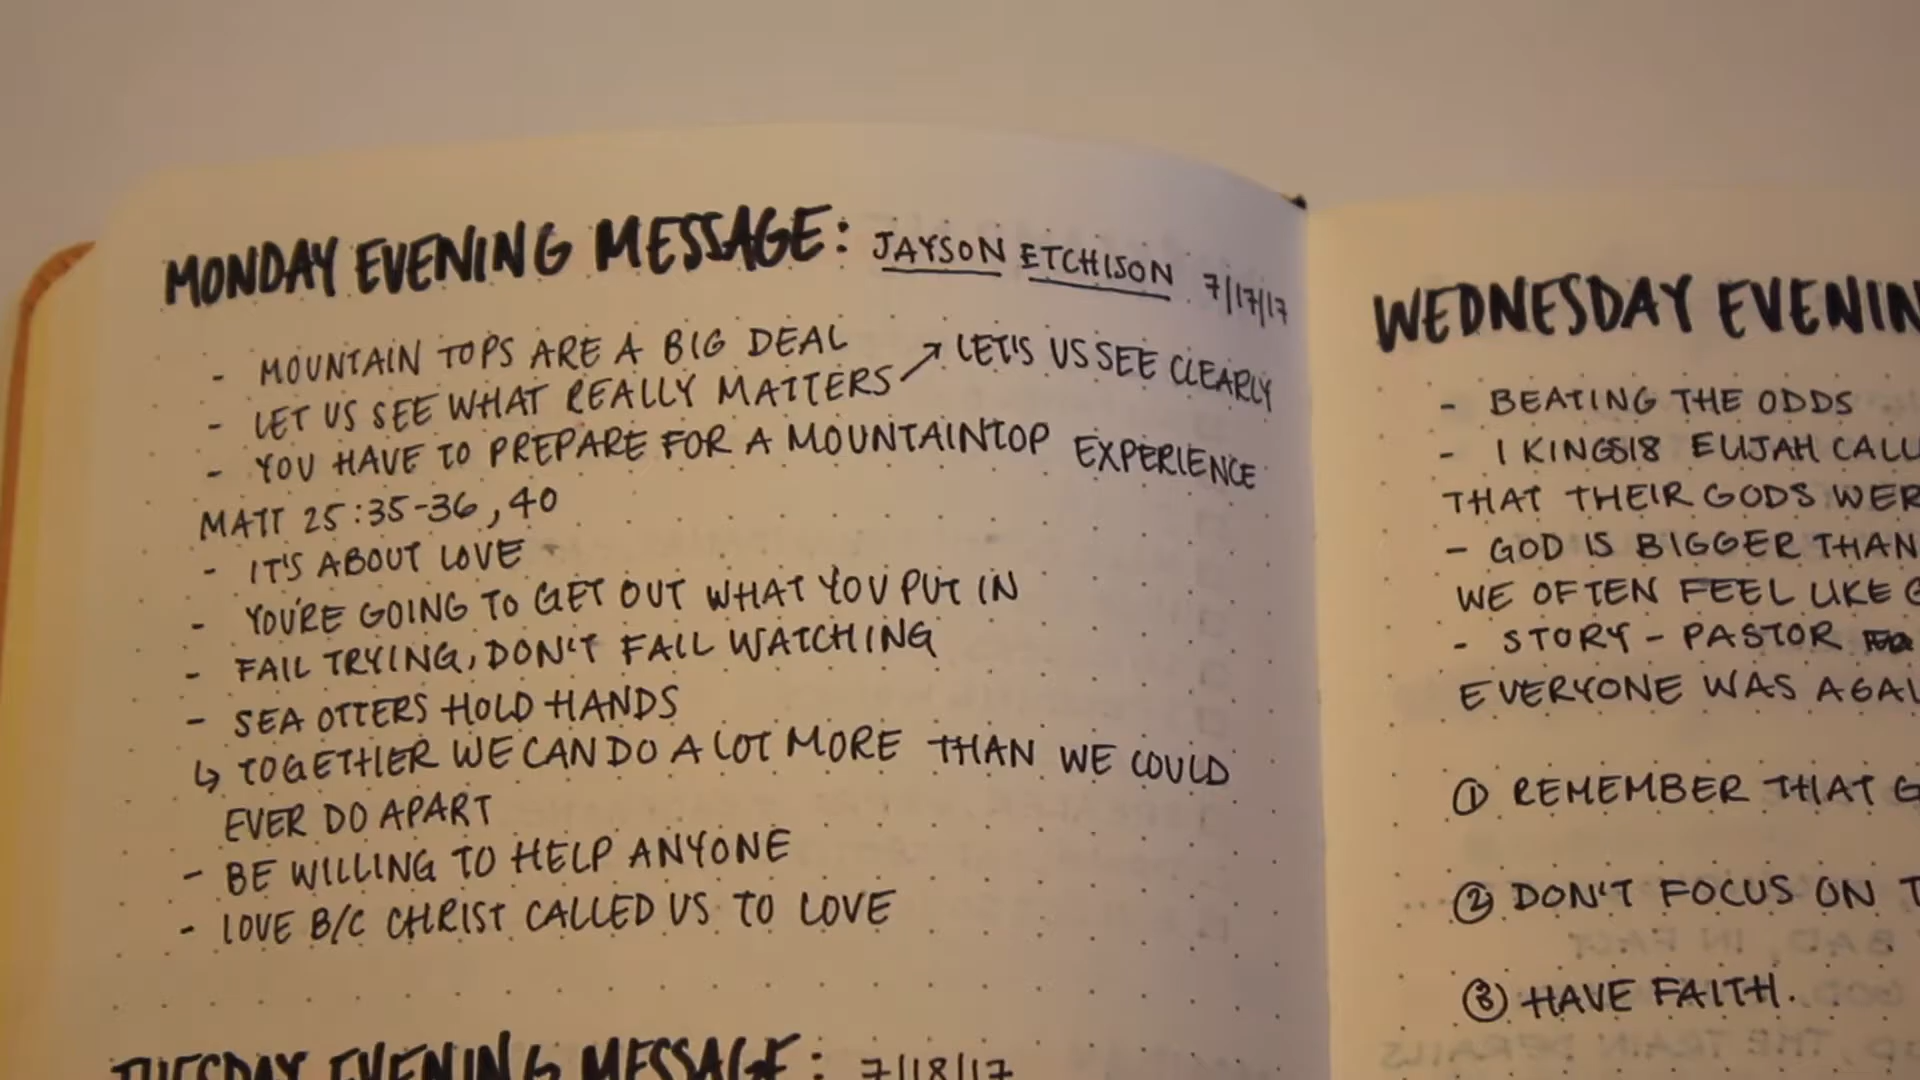 MONDAY EVENING MESSAGE: JAYSON ETCHISON 7/17/17
- MOUNTAIN TOPS ARE A BIG DEAL
- LET US SEE WHAT REALLY MATTERS ↗ LET'S US SEE CLEARLY
- YOU HAVE TO PREPARE FOR A MOUNTAINTOP EXPERIENCE
MATT 25:35-36, 40
- IT'S ABOUT LOVE
- YOU'RE GOING TO GET OUT WHAT YOU PUT IN
- FAIL TRYING, DON'T FAIL WATCHING
- SEA OTTERS HOLD HANDS
↳ TOGETHER WE CAN DO A LOT MORE THAN WE COULD
EVER DO APART
- BE WILLING TO HELP ANYONE
- LOVE B/C CHRIST CALLED US TO LOVE
TUESDAY EVENING MESSAGE: 7/18/17
WEDNESDAY EVENIN
- BEATING THE ODDS
- 1 KINGS18 ELIJAH CALL
THAT THEIR GODS WER
- GOD IS BIGGER THAN
WE OFTEN FEEL LIKE G
- STORY - PASTOR
EVERYONE WAS AGAI
① REMEMBER THAT G
② DON'T FOCUS ON T
③ HAVE FAITH.